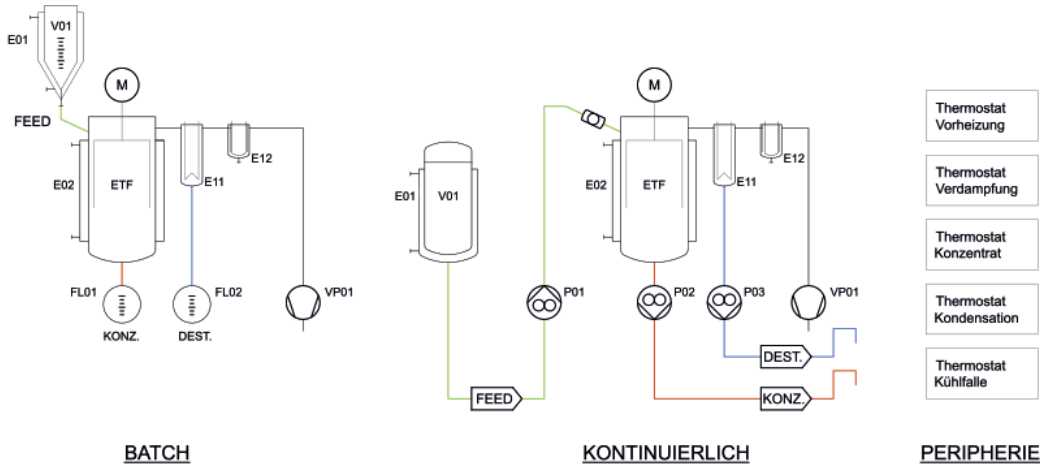 V01
E01
M
FEED
E12
E02
ETF
E11
FL01
FL02
VP01
KONZ.
DEST.
BATCH
M
E12
E01
V01
E02
ETF
E11
P01
P02
P03
VP01
DEST.
FEED
KONZ.
KONTINUIERLICH
Thermostat
Vorheizung
Thermostat
Verdampfung
Thermostat
Konzentrat
Thermostat
Kondensation
Thermostat
Kühlfalle
PERIPHERIE